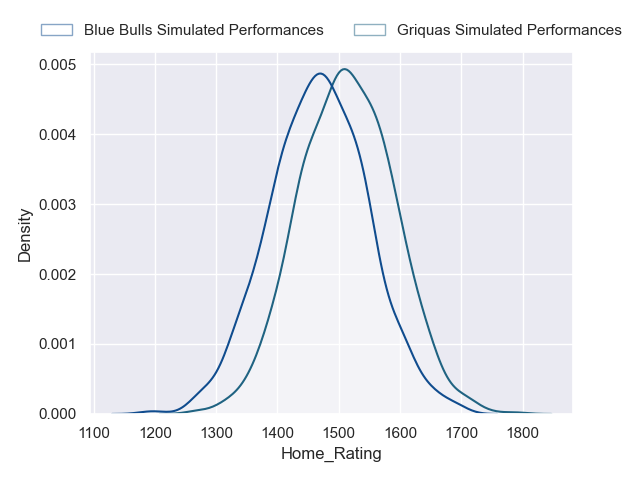 Blue Bulls Simulated Performances
Griquas Simulated Performances
0.005
0.004
0.003
0.002
0.001
0.000
Density
1100 1200 1300 1400 1500 1600 1700 1800
Home_Rating